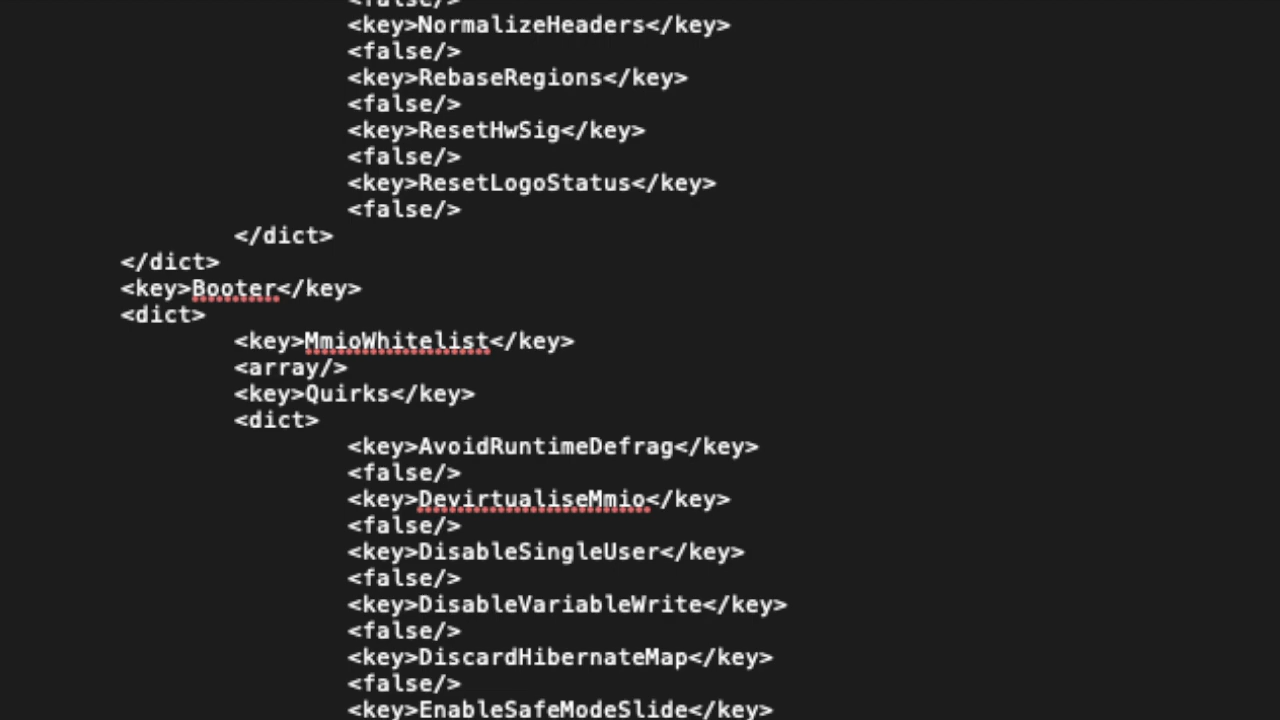 <false/>
<key>NormalizeHeaders</key>
<false/>
<key>RebaseRegions</key>
<false/>
<key>ResetHwSig</key>
<false/>
<key>ResetLogoStatus</key>
<false/>
</dict>
</dict>
<key>Booter</key>
<dict>
<key>MmioWhitelist</key>
<array/>
<key>Quirks</key>
<dict>
<key>AvoidRuntimeDefrag</key>
<false/>
<key>DevirtualiseMmio</key>
<false/>
<key>DisableSingleUser</key>
<false/>
<key>DisableVariableWrite</key>
<false/>
<key>DiscardHibernateMap</key>
<false/>
<key>EnableSafeModeSlide</key>